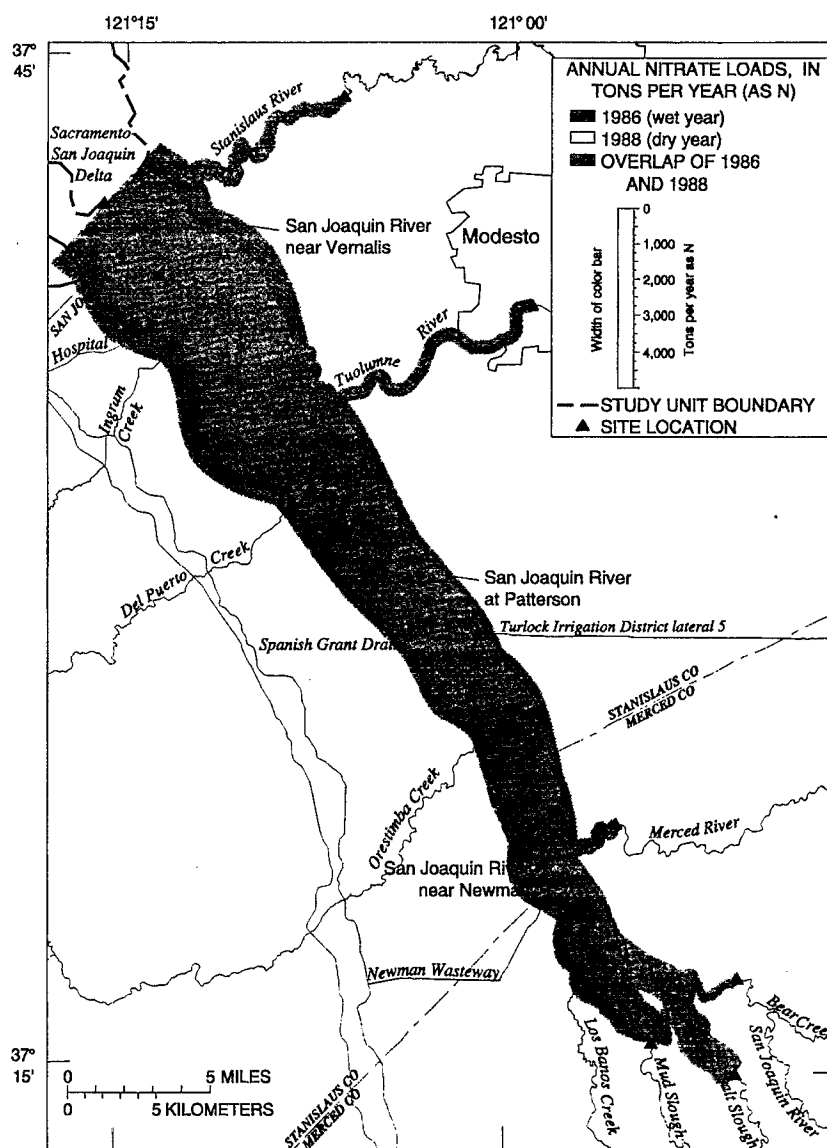 121° 15'
121° 00'
37°
45'
ANNUAL NITRATE LOADS, IN
TONS PER YEAR (AS N)
1986 (wet year)
1988 (dry year)
OVERLAP OF 1986
AND 1988
Width of color bar
0
1,000
2,000
3,000
4,000
Tons per year as N
STUDY UNIT BOUNDARY
SITE LOCATION
Stanislaus River
Sacramento
San Joaquin
Delta
San Joaquin River
near Vernalis
Modesto
SAN JO
Hospital
Tuolumne River
Ingram
Creek
Del Puerto Creek
San Joaquin River
at Patterson
Turlock Irrigation District lateral 5
Spanish Grant Drai
STANISLAUS CO
MERCED CO
Orestimba Creek
Merced River
San Joaquin Riv
near Newma
Newman Wasteway
Bear Creek
Los Banos Creek
Mud Slough
alt Slough
San Joaquin River
37°
15'
0 5 MILES
0 5 KILOMETERS
STANISLAUS CO
MERCED CO